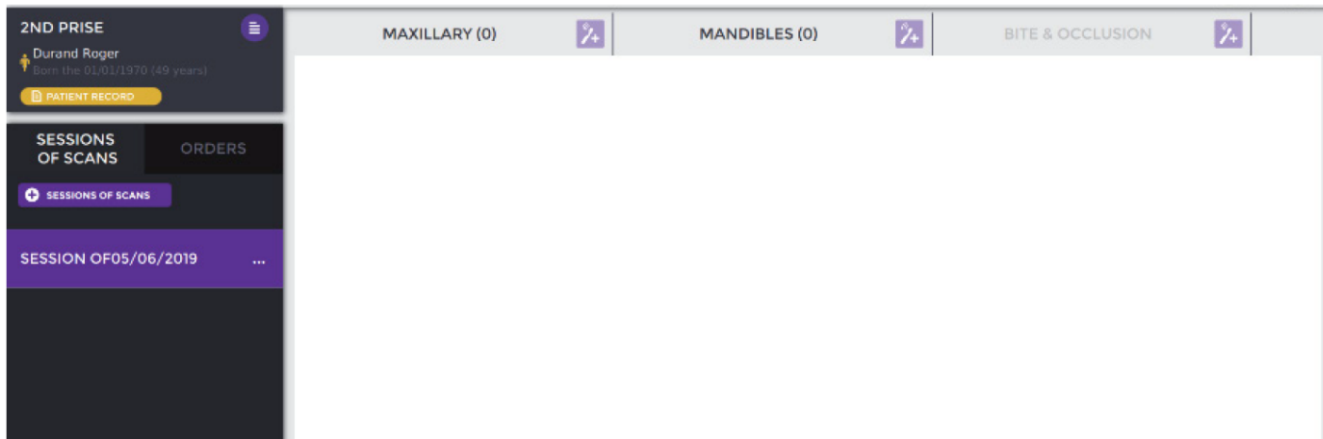 2ND PRISE
Durand Roger
Born the 01/01/1970 (49 years)
PATIENT RECORD
SESSIONS
OF SCANS
ORDERS
SESSIONS OF SCANS
SESSION OF05/06/2019
...
MAXILLARY (0)
MANDIBLES (0)
BITE & OCCLUSION